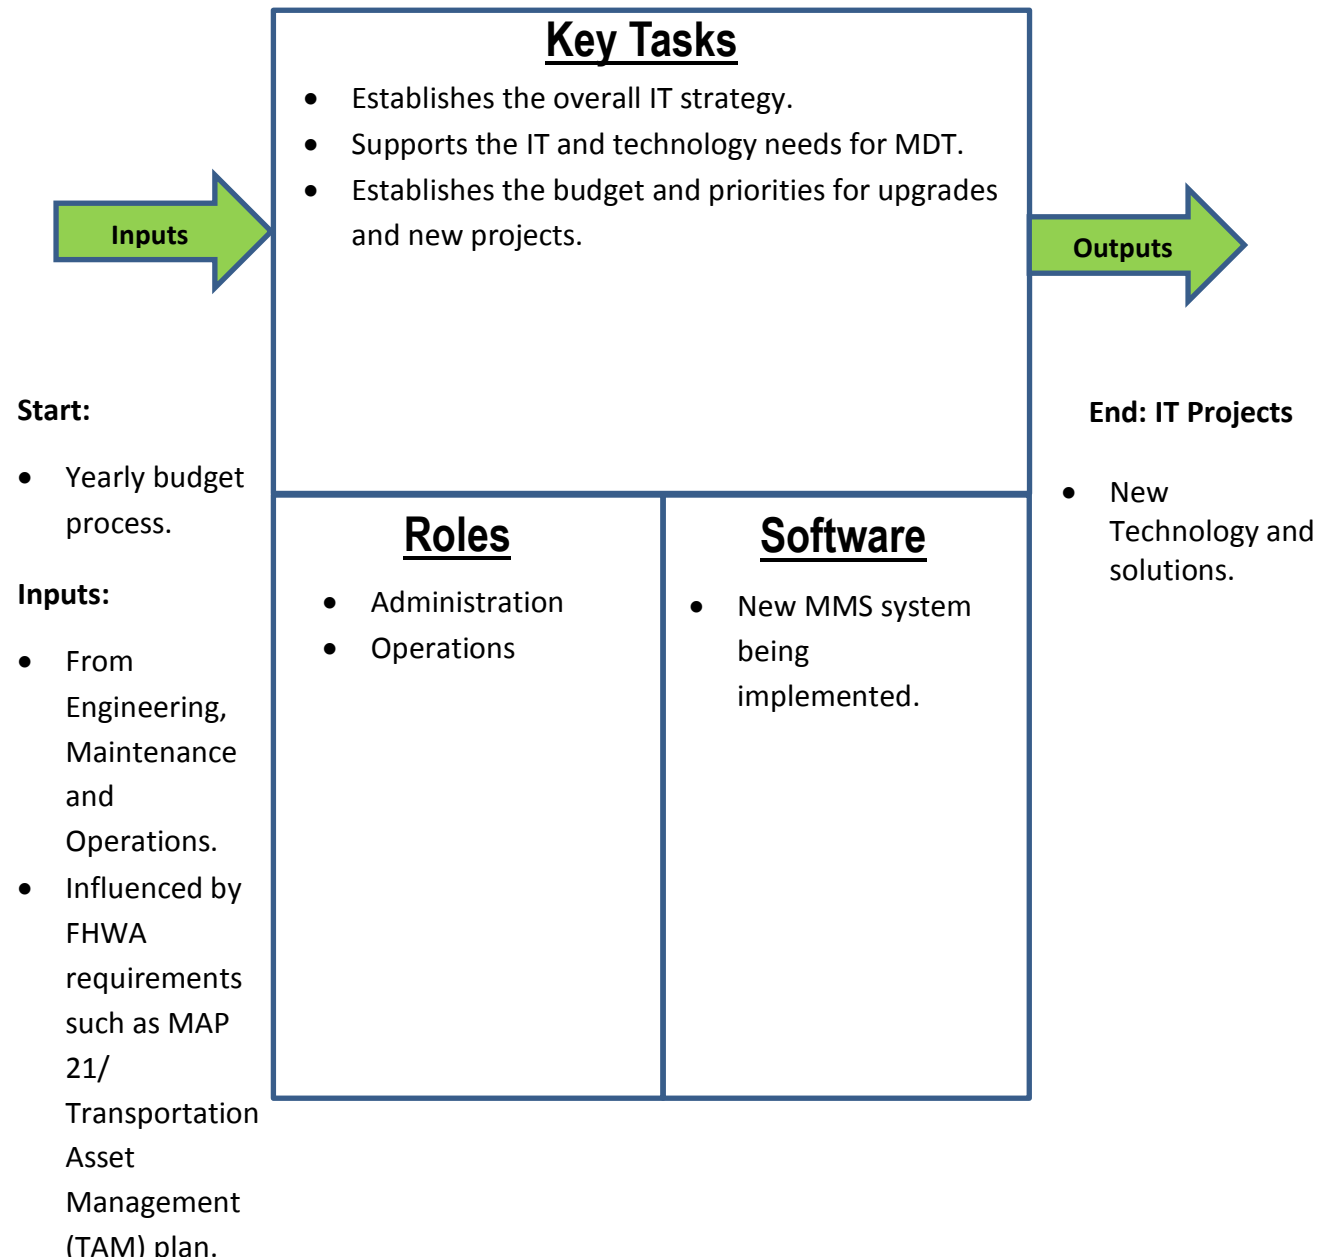 Key Tasks
• Establishes the overall IT strategy.
• Supports the IT and technology needs for MDT.
• Establishes the budget and priorities for upgrades
and new projects.
Inputs
Outputs
Start:
• Yearly budget
process.
Inputs:
• From
Engineering,
Maintenance
and
Operations.
• Influenced by
FHWA
requirements
such as MAP
21/
Transportation
Asset
Management
(TAM) plan.
Roles
• Administration
• Operations
Software
• New MMS system
being
implemented.
End: IT Projects
• New
Technology and
solutions.